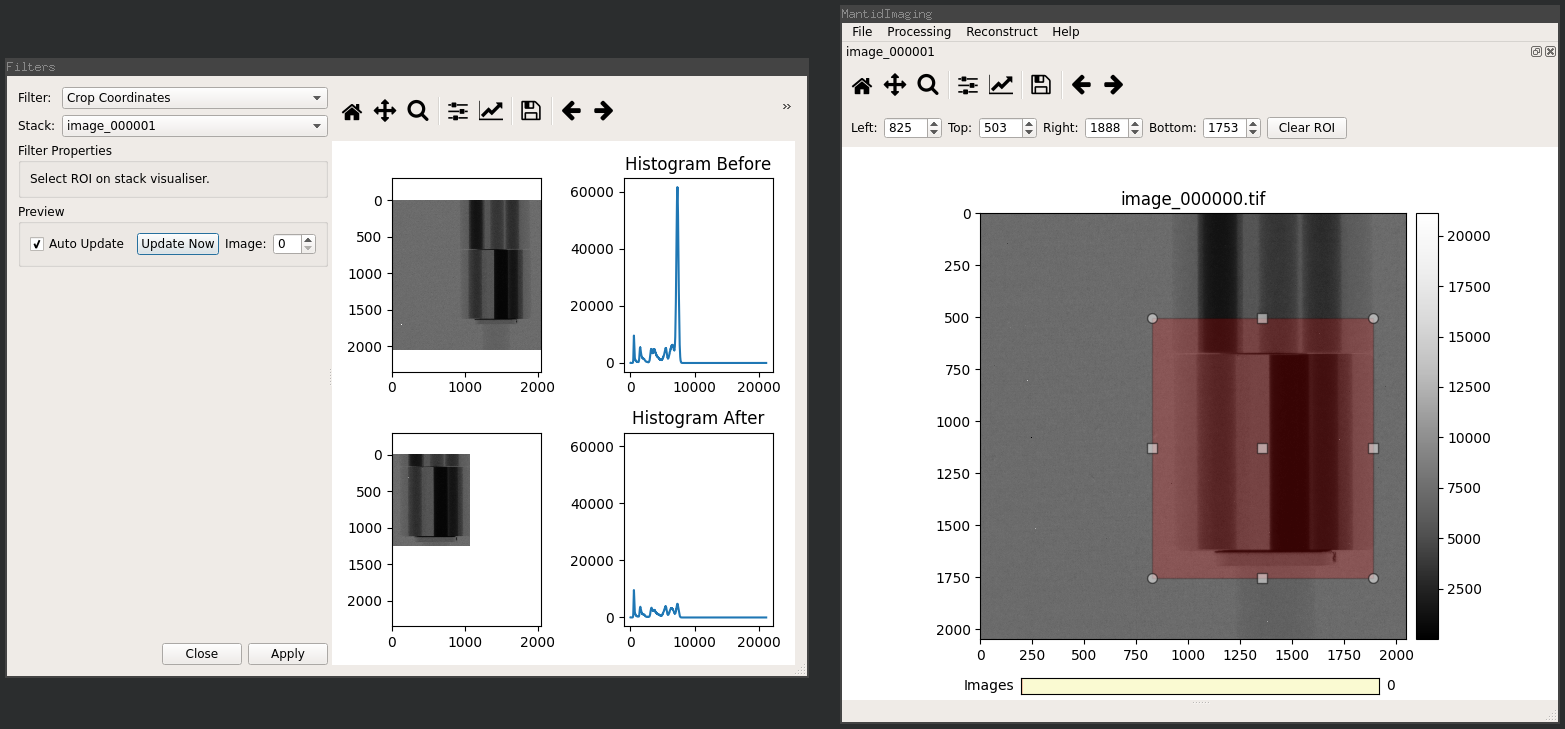 Filters
Filter: Crop Coordinates
Stack: image_000001
Filter Properties
Select ROI on stack visualiser.
Preview
Auto Update Update Now Image: 0
Close Apply
»
0
500
1000
1500
2000
0 1000 2000
Histogram Before
60000
40000
20000
0
0 10000 20000
0
500
1000
1500
2000
0 1000 2000
Histogram After
60000
40000
20000
0
0 10000 20000
MantidImaging
File Processing Reconstruct Help
image_000001
Left: 825 Top: 503 Right: 1888 Bottom: 1753 Clear ROI
image_000000.tif
0
250
500
750
1000
1250
1500
1750
2000
0 250 500 750 1000 1250 1500 1750 2000
20000
17500
15000
12500
10000
7500
5000
2500
Images 0